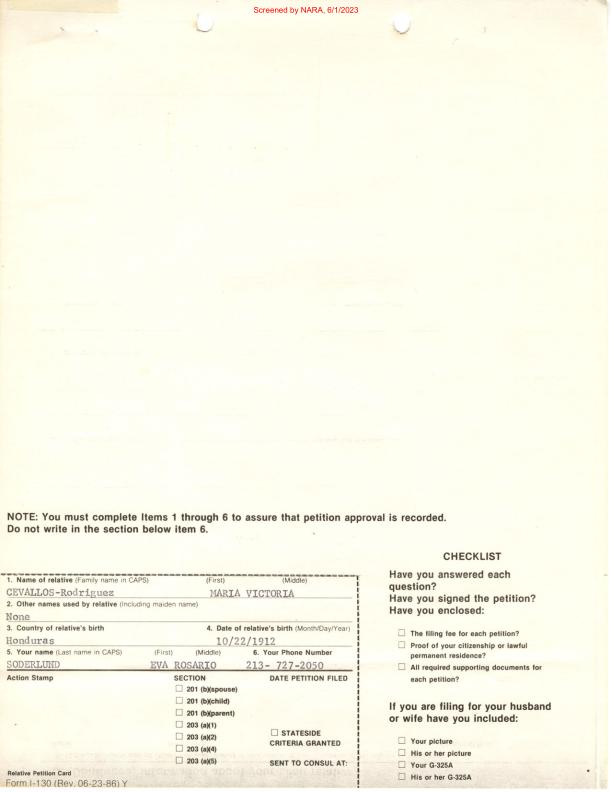 Screened by NARA, 6/1/2023
NOTE: You must complete Items 1 through 6 to assure that petition approval is recorded.
Do not write in the section below item 6.
1. Name of relative (Family name in CAPS) (First) (Middle)
CEVALLOS-Rodriguez MARIA VICTORIA
2. Other names used by relative (Including maiden name)
None
3. Country of relative's birth 4. Date of relative's birth (Month/Day/Year)
Honduras 10/22/1912
5. Your name (Last name in CAPS) (First) (Middle) 6. Your Phone Number
SODERLUND EVA ROSARIO 213- 727-2050
Action Stamp SECTION DATE PETITION FILED
☐ 201 (b)(spouse)
☐ 201 (b)(child)
☐ 201 (b)(parent)
☐ 203 (a)(1)
☐ 203 (a)(2)
☐ 203 (a)(4)
☐ 203 (a)(5)
☐ STATESIDE
CRITERIA GRANTED
SENT TO CONSUL AT:
Relative Petition Card
Form I-130 (Rev. 06-23-86) Y
CHECKLIST
Have you answered each
question?
Have you signed the petition?
Have you enclosed:
☐ The filing fee for each petition?
☐ Proof of your citizenship or lawful
permanent residence?
☐ All required supporting documents for
each petition?
If you are filing for your husband
or wife have you included:
☐ Your picture
☐ His or her picture
☐ Your G-325A
☐ His or her G-325A